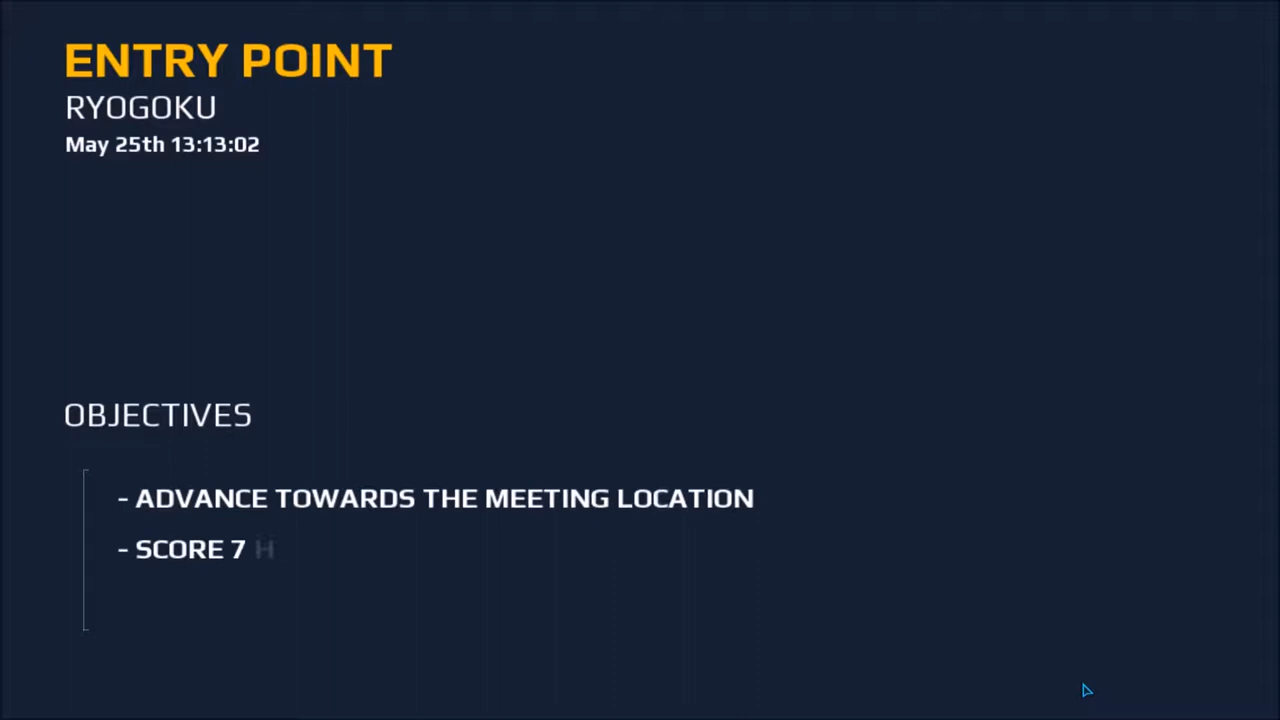 ENTRY POINT
RYOGOKU
May 25th 13:13:02
OBJECTIVES
- ADVANCE TOWARDS THE MEETING LOCATION
- SCORE 7 H